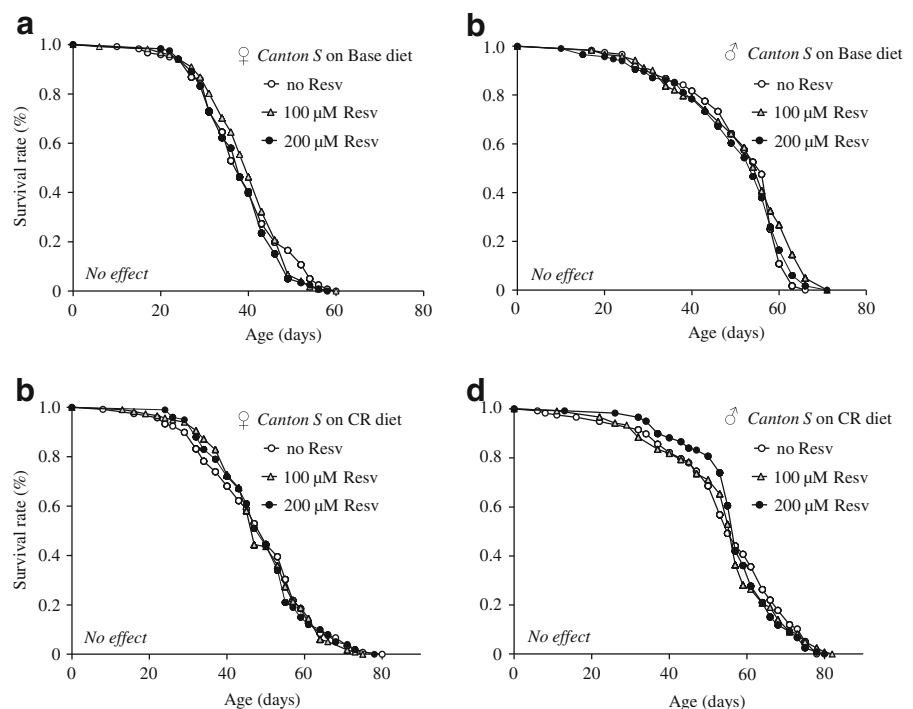 a
♀ Canton S on Base diet
no Resv
100 µM Resv
200 µM Resv
Survival rate (%)
1.0
0.8
0.6
0.4
0.2
0
No effect
0
20
40
60
80
Age (days)
b
♂ Canton S on Base diet
no Resv
100 µM Resv
200 µM Resv
1.0
0.8
0.6
0.4
0.2
0
No effect
0
20
40
60
80
Age (days)
b
♀ Canton S on CR diet
no Resv
100 µM Resv
200 µM Resv
Survival rate (%)
1.0
0.8
0.6
0.4
0.2
0
No effect
0
20
40
60
80
Age (days)
d
♂ Canton S on CR diet
no Resv
100 µM Resv
200 µM Resv
1.0
0.8
0.6
0.4
0.2
0
No effect
0
20
40
60
80
Age (days)